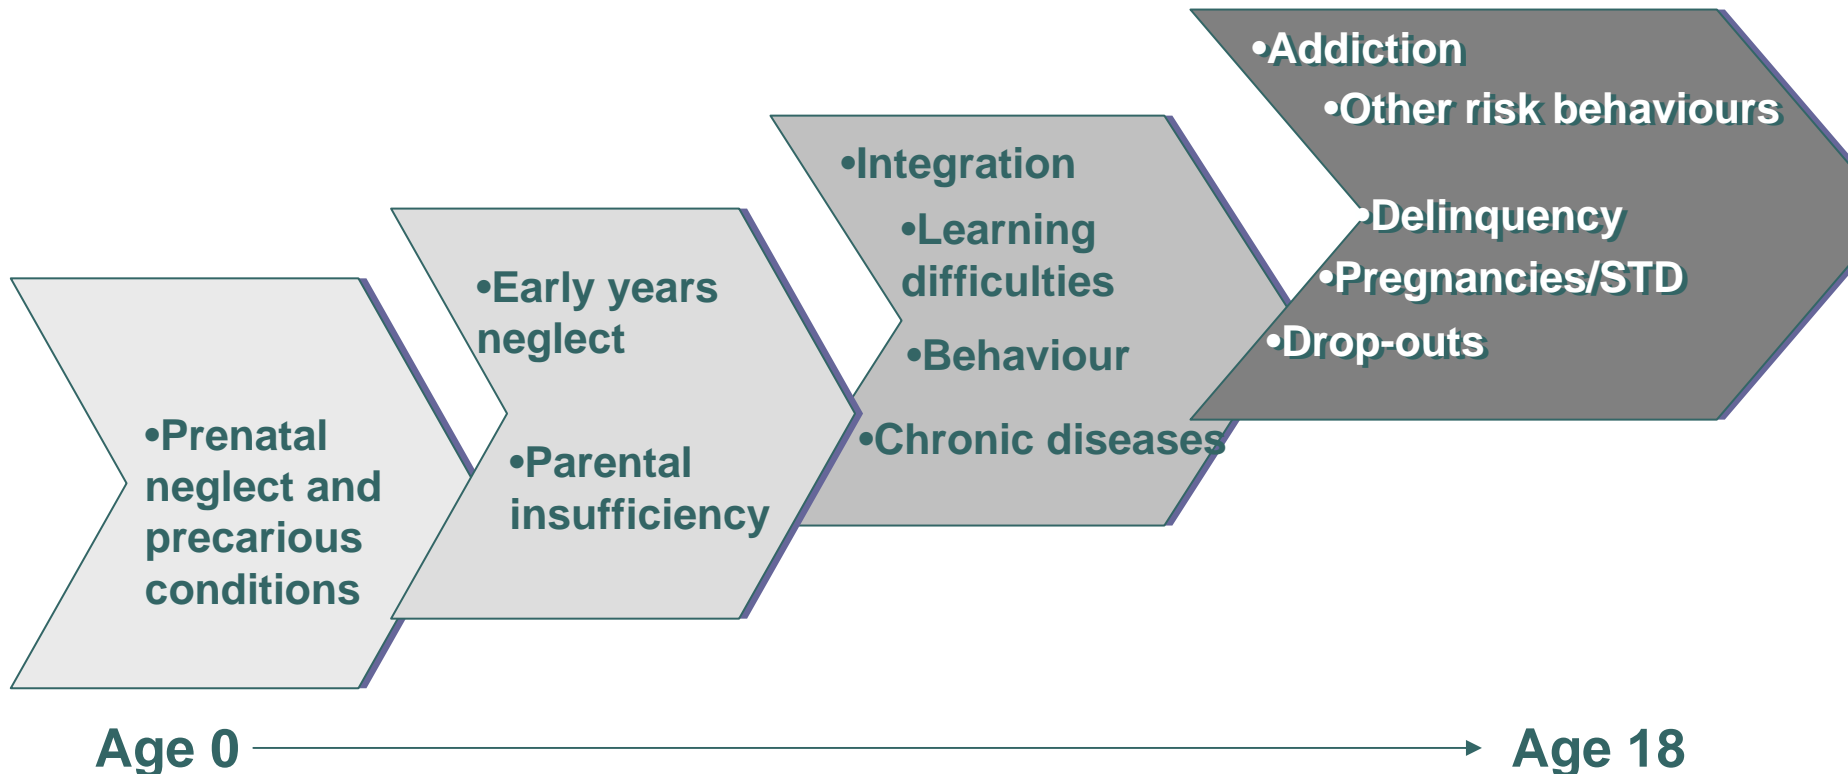 •Prenatal
neglect and
precarious
conditions
•Early years
neglect
•Parental
insufficiency
•Integration
•Learning
difficulties
•Behaviour
•Chronic diseases
•Addiction
•Other risk behaviours
•Delinquency
•Pregnancies/STD
•Drop-outs
Age 0
Age 18